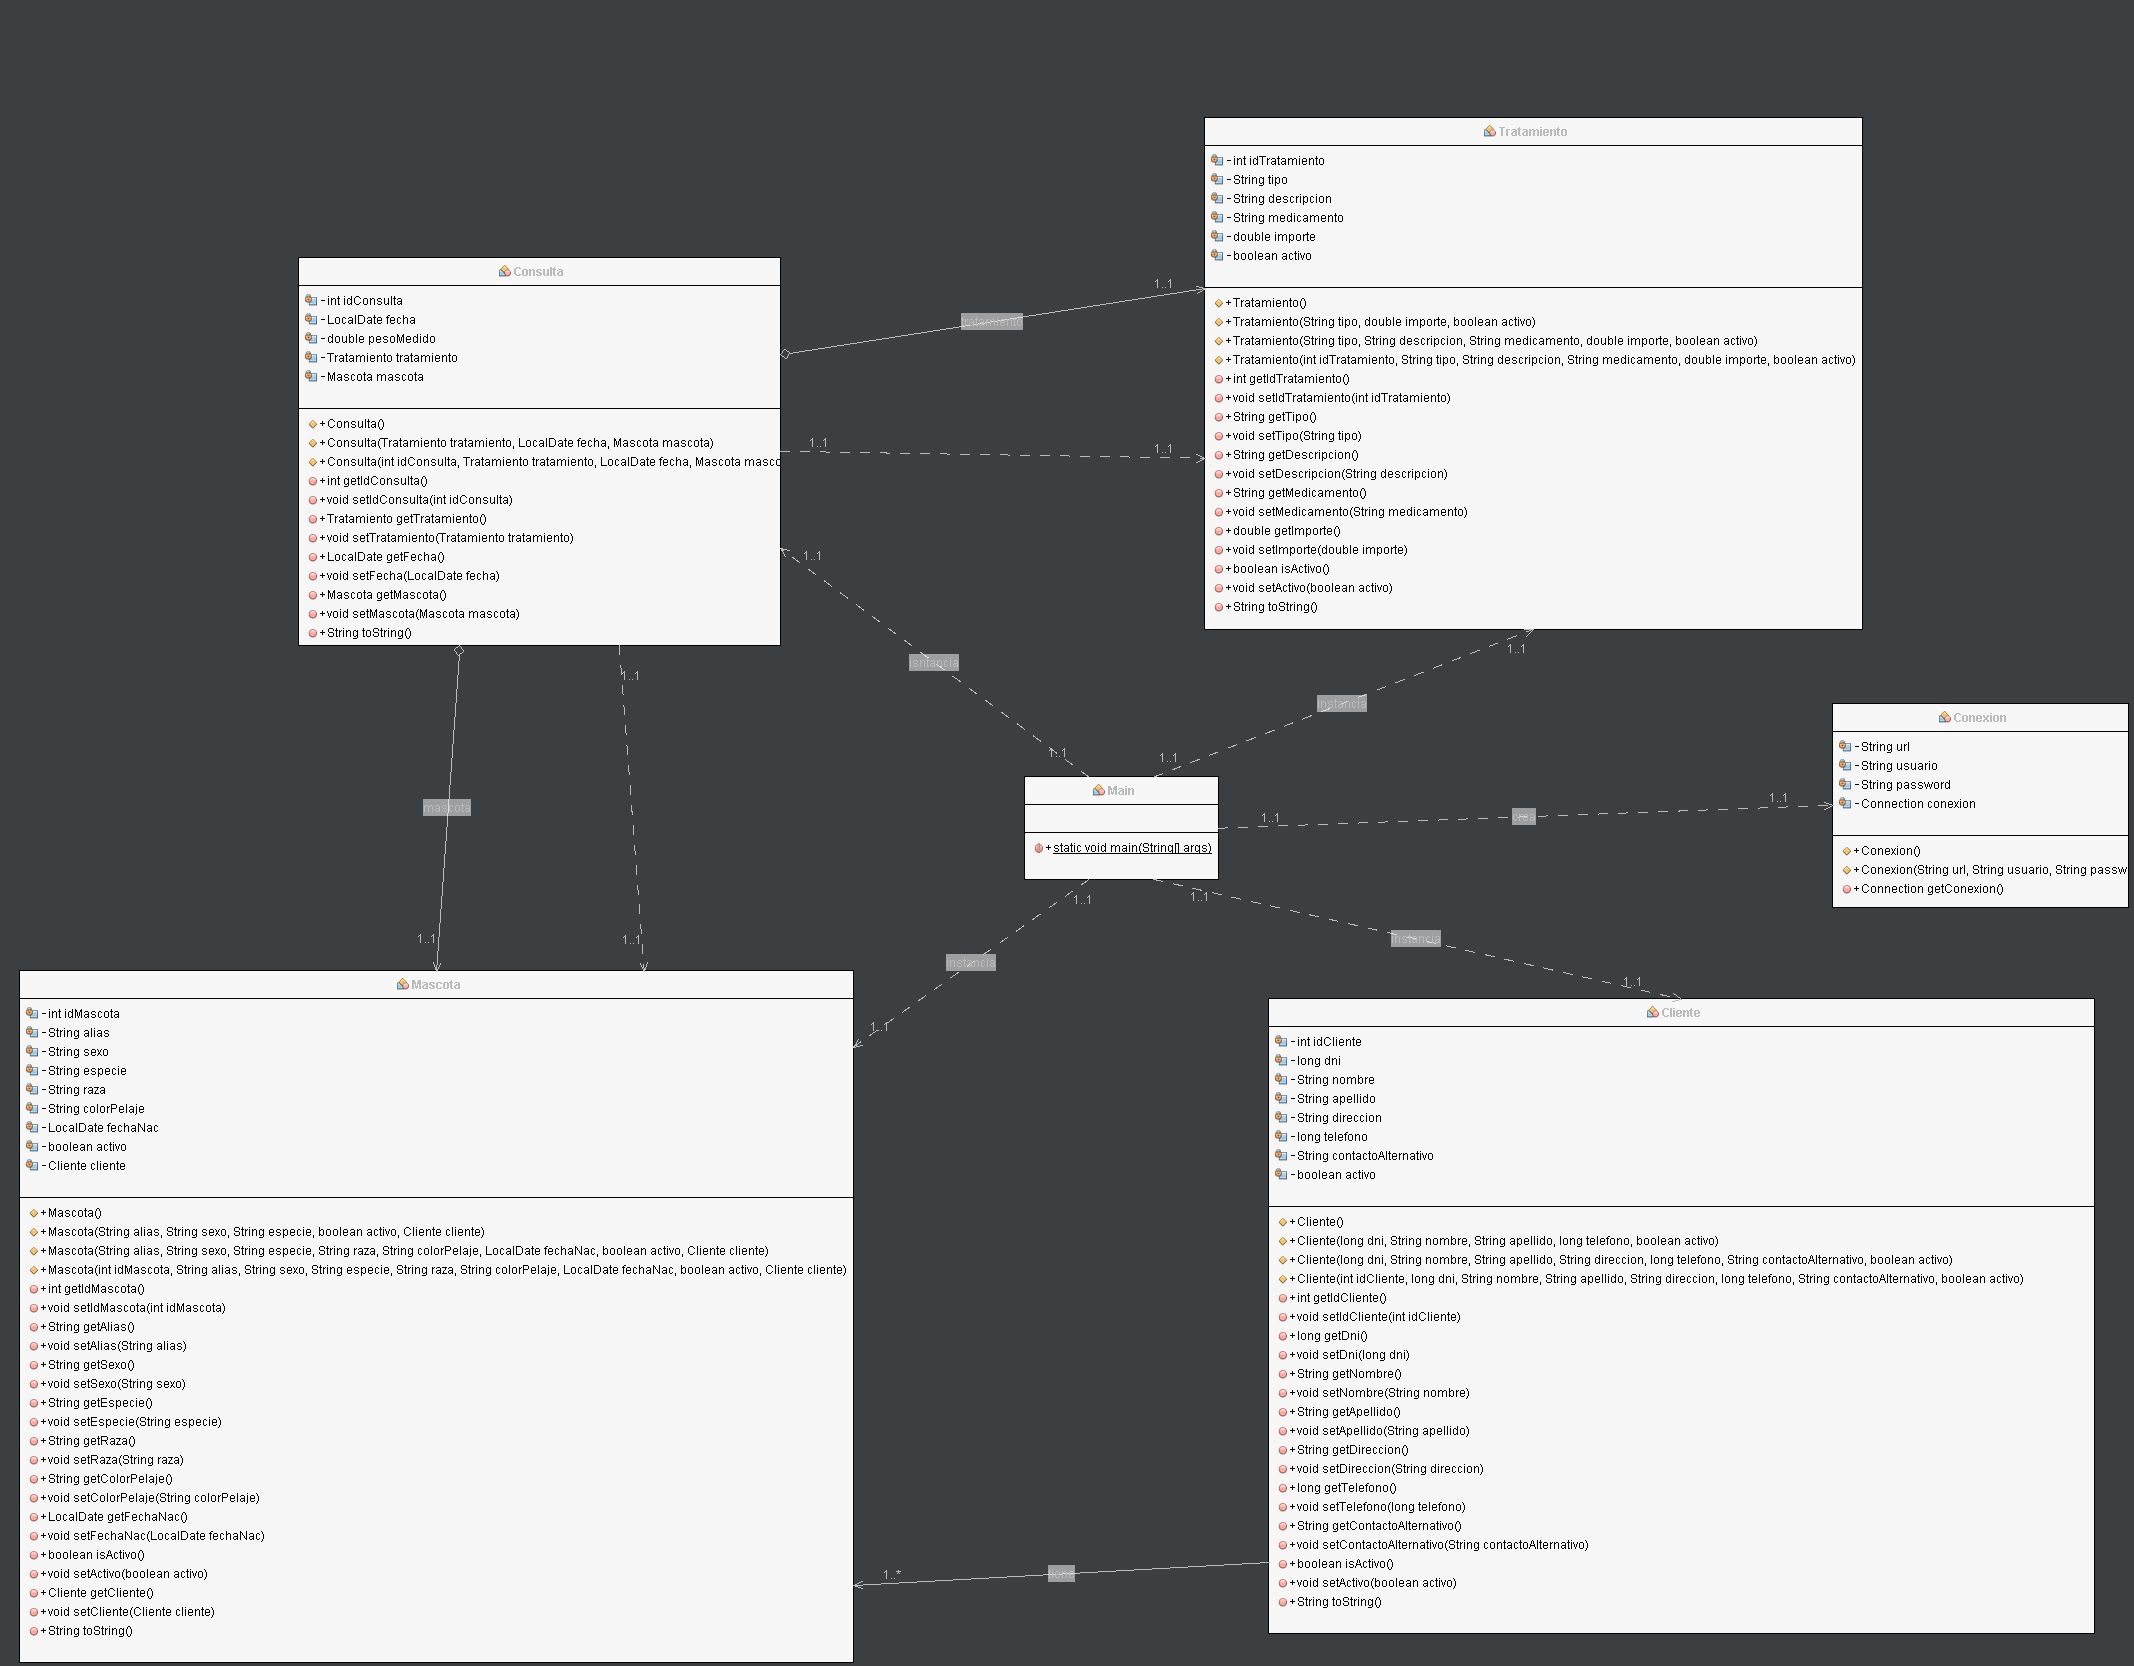 Tratamiento
-int idTratamiento
-String tipo
-String descripcion
-String medicamento
-double importe
-boolean activo
+Tratamiento()
+Tratamiento(String tipo, double importe, boolean activo)
+Tratamiento(String tipo, String descripcion, String medicamento, double importe, boolean activo)
+Tratamiento(int idTratamiento, String tipo, String descripcion, String medicamento, double importe, boolean activo)
+int getIdTratamiento()
+void setIdTratamiento(int idTratamiento)
+String getTipo()
+void setTipo(String tipo)
+String getDescripcion()
+void setDescripcion(String descripcion)
+String getMedicamento()
+void setMedicamento(String medicamento)
+double getImporte()
+void setImporte(double importe)
+boolean isActivo()
+void setActivo(boolean activo)
+String toString()
Consulta
-int idConsulta
-LocalDate fecha
-double pesoMedido
-Tratamiento tratamiento
-Mascota mascota
+Consulta()
+Consulta(Tratamiento tratamiento, LocalDate fecha, Mascota mascota)
+Consulta(int idConsulta, Tratamiento tratamiento, LocalDate fecha, Mascota masco
+int getIdConsulta()
+void setIdConsulta(int idConsulta)
+Tratamiento getTratamiento()
+void setTratamiento(Tratamiento tratamiento)
+LocalDate getFecha()
+void setFecha(LocalDate fecha)
+Mascota getMascota()
+void setMascota(Mascota mascota)
+String toString()
1..1
tratamiento
1..1
1..1
1..1
isntancia
1..1
1..1
instancia
1..1
1..1
mascota
1..1
1..1
Main
+static void main(String[] args)
1..1
crea
1..1
Conexion
-String url
-String usuario
-String password
-Connection conexion
+Conexion()
+Conexion(String url, String usuario, String passw
+Connection getConexion()
1..1
instancia
1..1
1..1
instancia
1..1
Mascota
-int idMascota
-String alias
-String sexo
-String especie
-String raza
-String colorPelaje
-LocalDate fechaNac
-boolean activo
-Cliente cliente
+Mascota()
+Mascota(String alias, String sexo, String especie, boolean activo, Cliente cliente)
+Mascota(String alias, String sexo, String especie, String raza, String colorPelaje, LocalDate fechaNac, boolean activo, Cliente cliente)
+Mascota(int idMascota, String alias, String sexo, String especie, String raza, String colorPelaje, LocalDate fechaNac, boolean activo, Cliente cliente)
+int getIdMascota()
+void setIdMascota(int idMascota)
+String getAlias()
+void setAlias(String alias)
+String getSexo()
+void setSexo(String sexo)
+String getEspecie()
+void setEspecie(String especie)
+String getRaza()
+void setRaza(String raza)
+String getColorPelaje()
+void setColorPelaje(String colorPelaje)
+LocalDate getFechaNac()
+void setFechaNac(LocalDate fechaNac)
+boolean isActivo()
+void setActivo(boolean activo)
+Cliente getCliente()
+void setCliente(Cliente cliente)
+String toString()
Cliente
-int idCliente
-long dni
-String nombre
-String apellido
-String direccion
-long telefono
-String contactoAlternativo
-boolean activo
+Cliente()
+Cliente(long dni, String nombre, String apellido, long telefono, boolean activo)
+Cliente(long dni, String nombre, String apellido, String direccion, long telefono, String contactoAlternativo, boolean activo)
+Cliente(int idCliente, long dni, String nombre, String apellido, String direccion, long telefono, String contactoAlternativo, boolean activo)
+int getIdCliente()
+void setIdCliente(int idCliente)
+long getDni()
+void setDni(long dni)
+String getNombre()
+void setNombre(String nombre)
+String getApellido()
+void setApellido(String apellido)
+String getDireccion()
+void setDireccion(String direccion)
+long getTelefono()
+void setTelefono(long telefono)
+String getContactoAlternativo()
+void setContactoAlternativo(String contactoAlternativo)
+boolean isActivo()
+void setActivo(boolean activo)
+String toString()
1..*